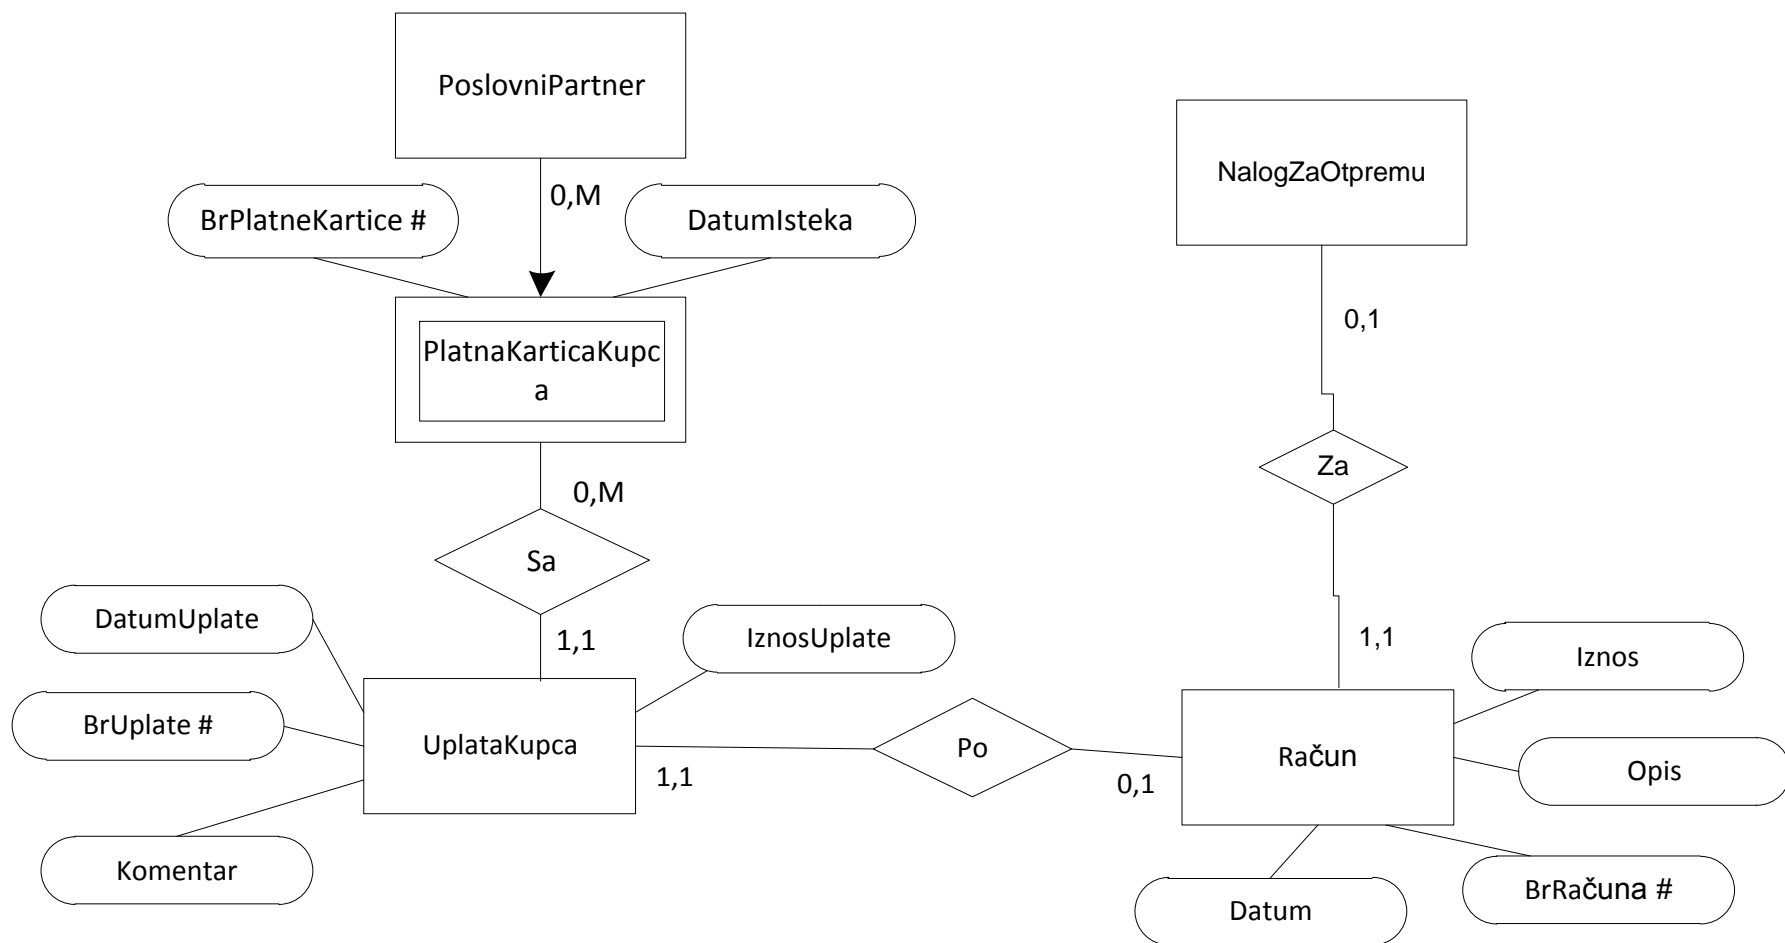 PoslovniPartner
NalogZaOtpremu
0,M
BrPlatneKartice #
DatumIsteka
0,1
PlatnaKarticaKupc
a
Za
0,M
Sa
DatumUplate
1,1
IznosUplate
1,1
Iznos
BrUplate #
UplataKupca
Po
Račun
Opis
1,1
0,1
Komentar
BrRačuna #
Datum